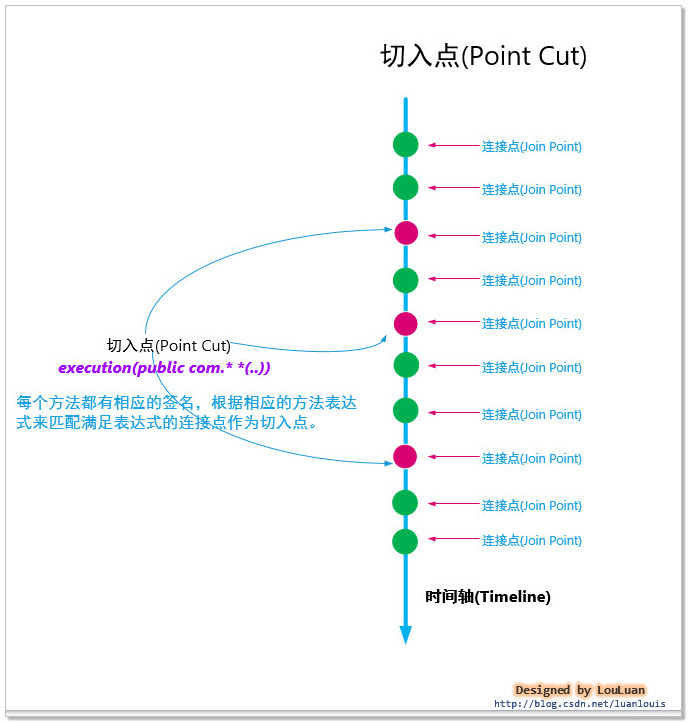 切入点(Point Cut)
连接点(Join Point)
连接点(Join Point)
连接点(Join Point)
连接点(Join Point)
连接点(Join Point)
切入点(Point Cut)
execution(public com.* *(..))
连接点(Join Point)
每个方法都有相应的签名，根据相应的方法表达
式来匹配满足表达式的连接点作为切入点。
连接点(Join Point)
连接点(Join Point)
连接点(Join Point)
连接点(Join Point)
时间轴(Timeline)
Designed by LouLuan
http://blog.csdn.net/luanlouis